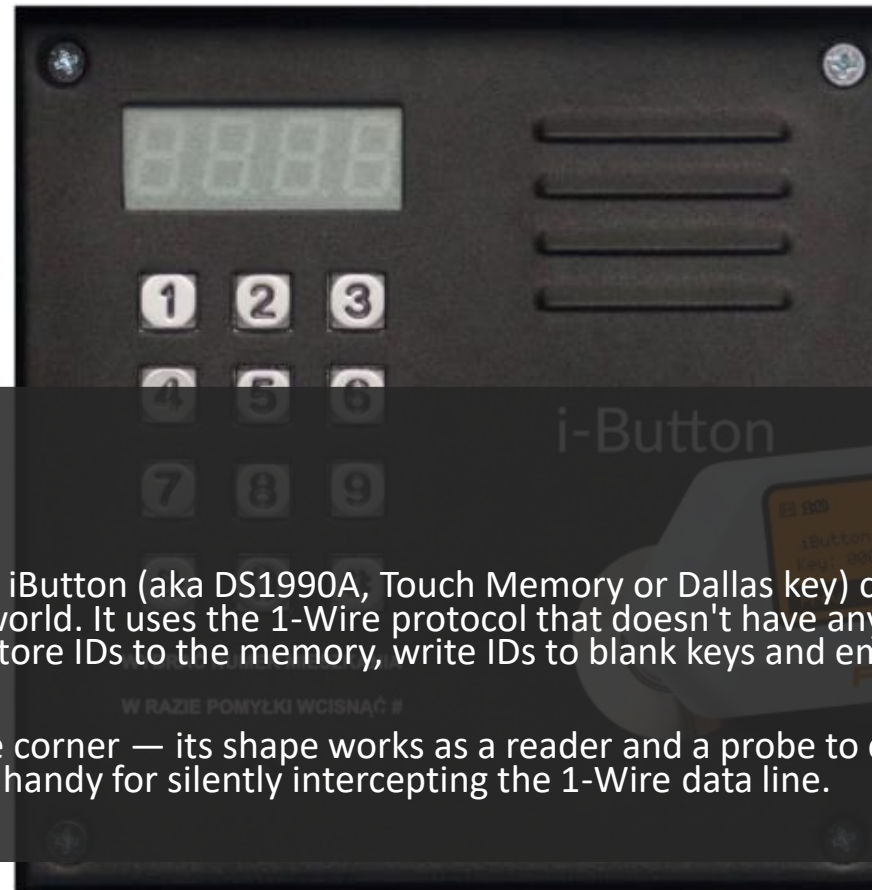 1 2 3
4 5 6
i-Button
7 8 9
iButton
Key:
iButton (aka DS1990A, Touch Memory or Dallas key)
world. It uses the 1-Wire protocol that doesn't have any
IDs to the memory, write IDs to blank keys and
W RAZIE POMYŁKI WCISNĄĆ #
corner — its shape works as a reader and a probe to
handy for silently intercepting the 1-Wire data line.